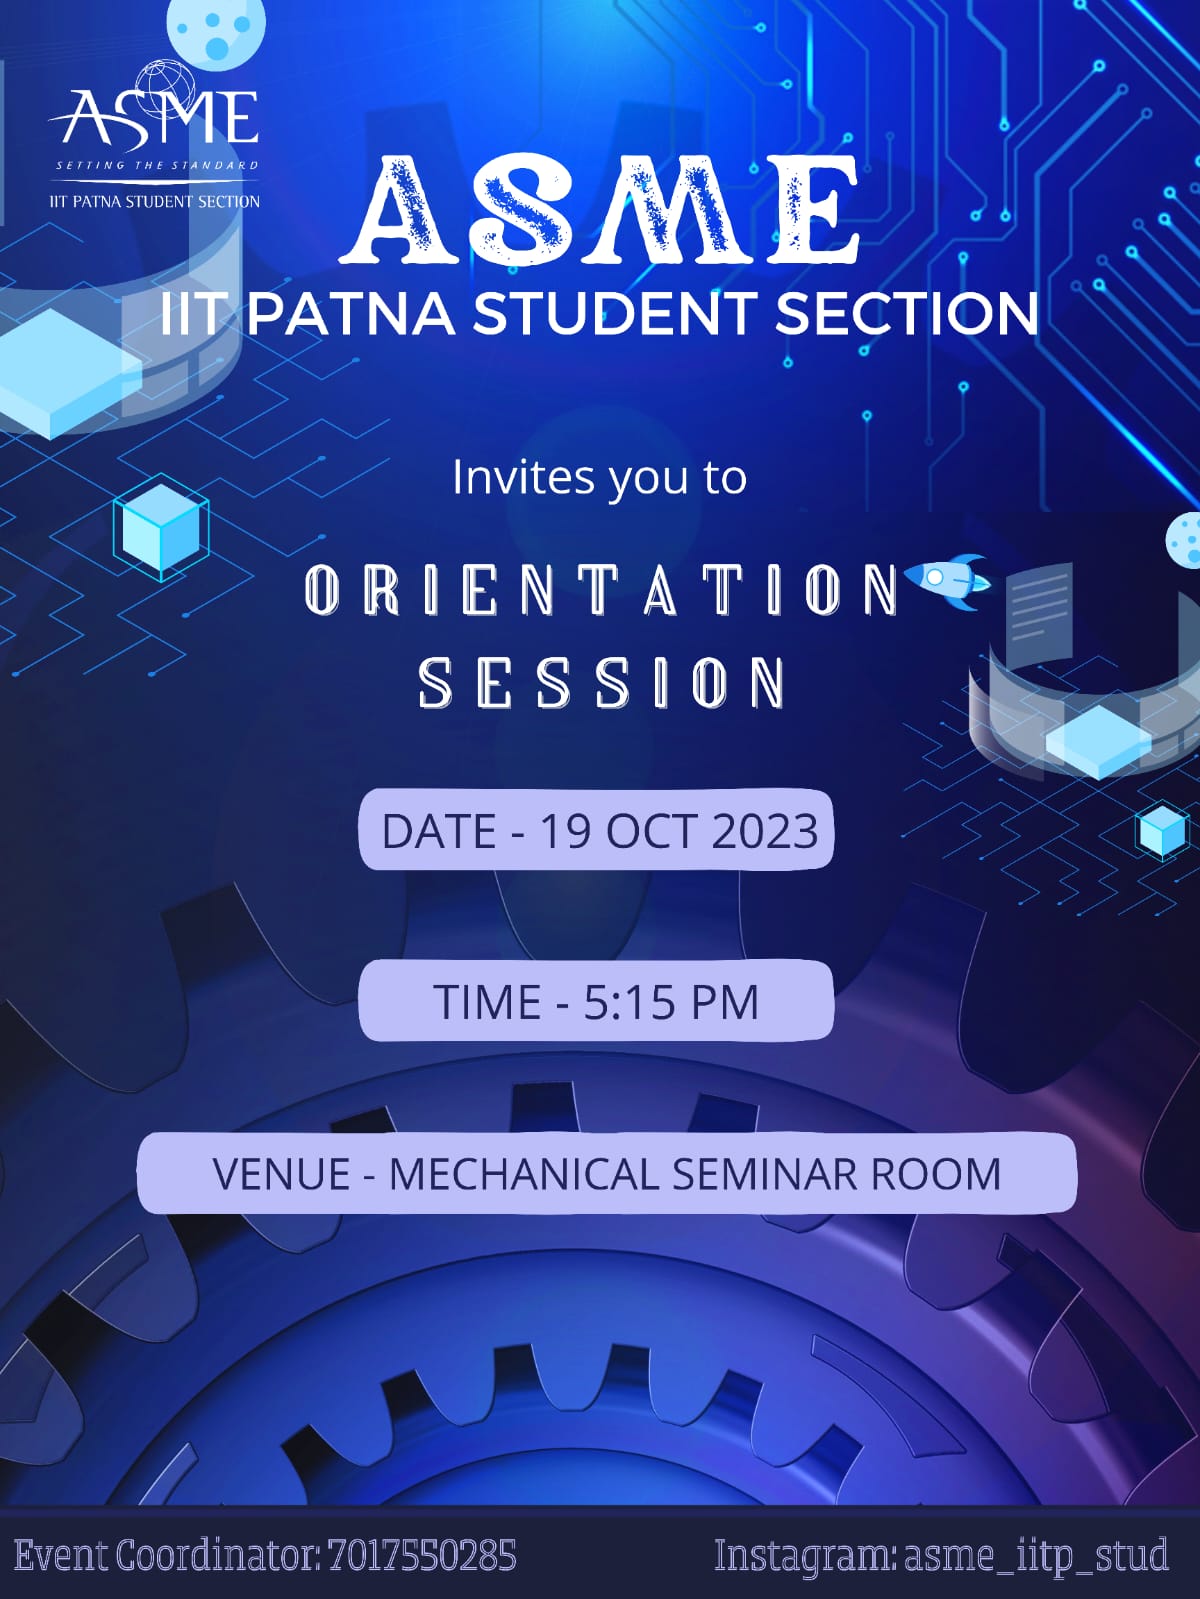 ASME
SETTING THE STANDARD
IIT PATNA STUDENT SECTION
ASME
IIT PATNA STUDENT SECTION
Invites you to
ORIENTATION
SESSION
DATE - 19 OCT 2023
TIME - 5:15 PM
VENUE - MECHANICAL SEMINAR ROOM
Event Coordinator: 7017550285
Instagram: asme_iitp_stud